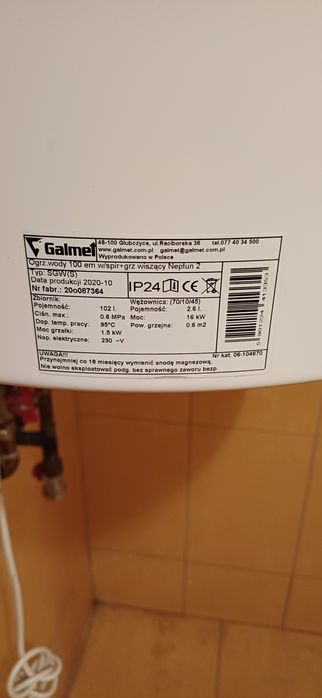 Galmet
48-100 Głubczyce, ul.Raciborska 36 tel.077 40 34 500
www.galmet.com.pl galmet@galmet.com.pl
Wyprodukowano w Polsce
Ogrz.wody 100 em w/spir+grz wiszący Neptun 2
Typ: SGW(S)
Data produkcji 2020-10
Nr fabr.: 20o087364
IP24 CE
Zbiornik: Wężownica: (70/10/45)
Pojemność: 102 l. Pojemność: 2.6 l.
Ciśn. max.: 0.6 MPa Moc: 16 kW
Dop. temp. pracy: 95°C Pow. grzejna: 0.6 m2
Moc grzałki: 1.5 kW
Nap. elektryczne: 230 ~V
Nr kat. 06-104670
UWAGA!!!
Przynajmniej co 18 miesięcy wymienić anodę magnezową.
Nie wolno eksploatować podg. bez sprawnego zaworu bezp.